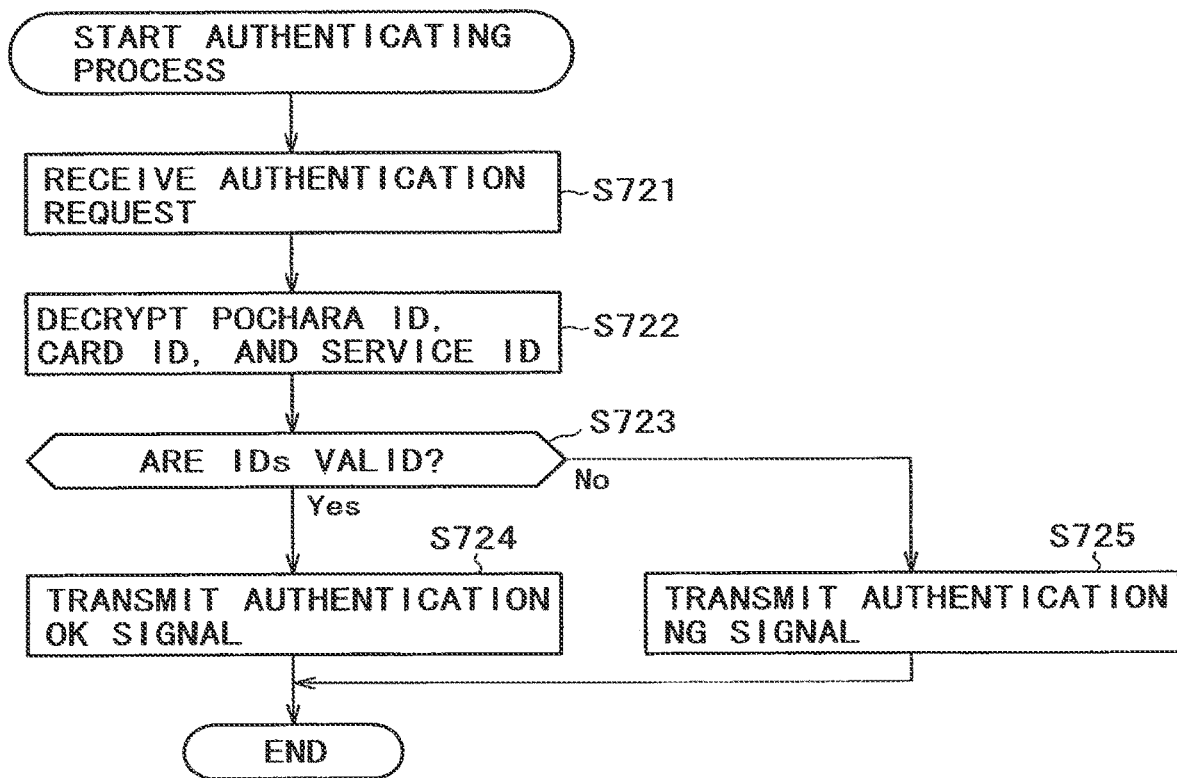 START AUTHENTICATING
PROCESS
RECEIVE AUTHENTICATION
REQUEST
S721
DECRYPT POCHARA ID,
CARD ID, AND SERVICE ID
S722
S723
ARE IDs VALID?
No
Yes
S724
S725
TRANSMIT AUTHENTICATION
OK SIGNAL
TRANSMIT AUTHENTICATION
NG SIGNAL
END